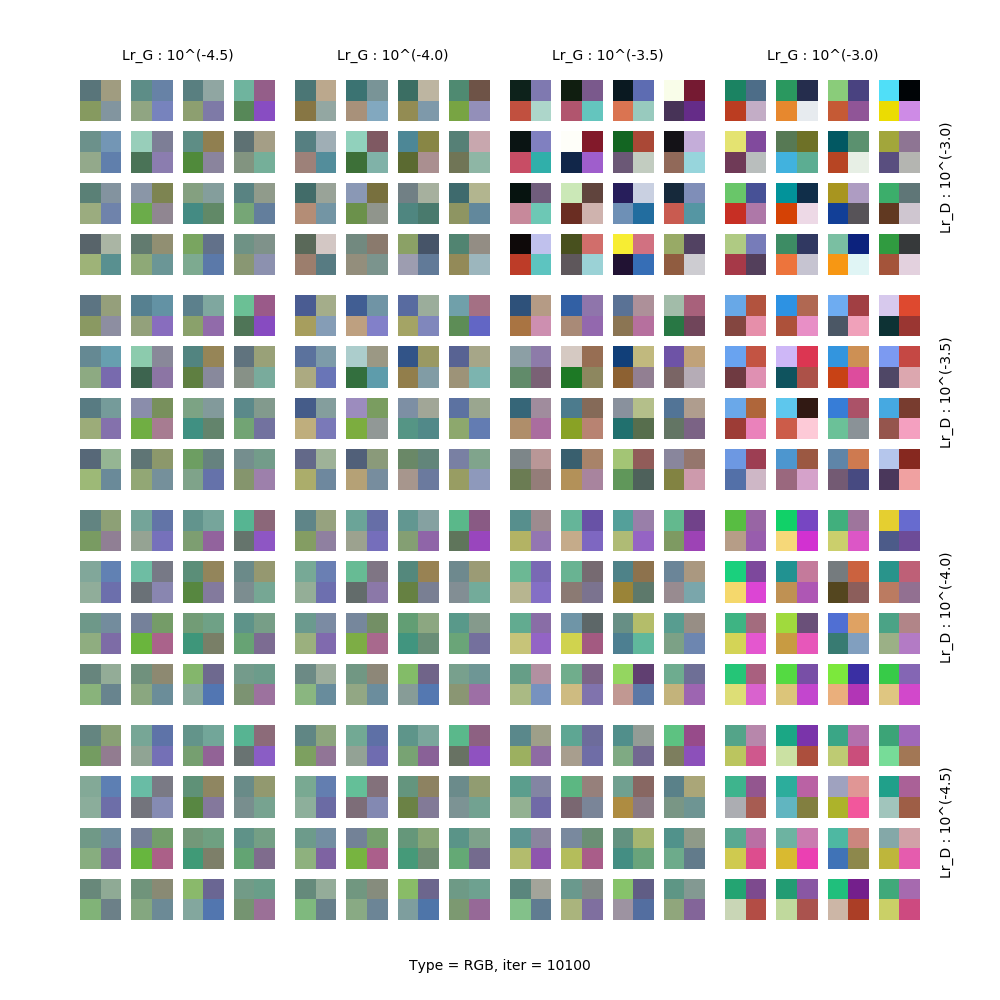 Lr_G : 10^(-4.5)
Lr_G : 10^(-4.0)
Lr_G : 10^(-3.5)
Lr_G : 10^(-3.0)
Lr_D : 10^(-3.0)
Lr_D : 10^(-3.5)
Lr_D : 10^(-4.0)
Lr_D : 10^(-4.5)
Type = RGB, iter = 10100